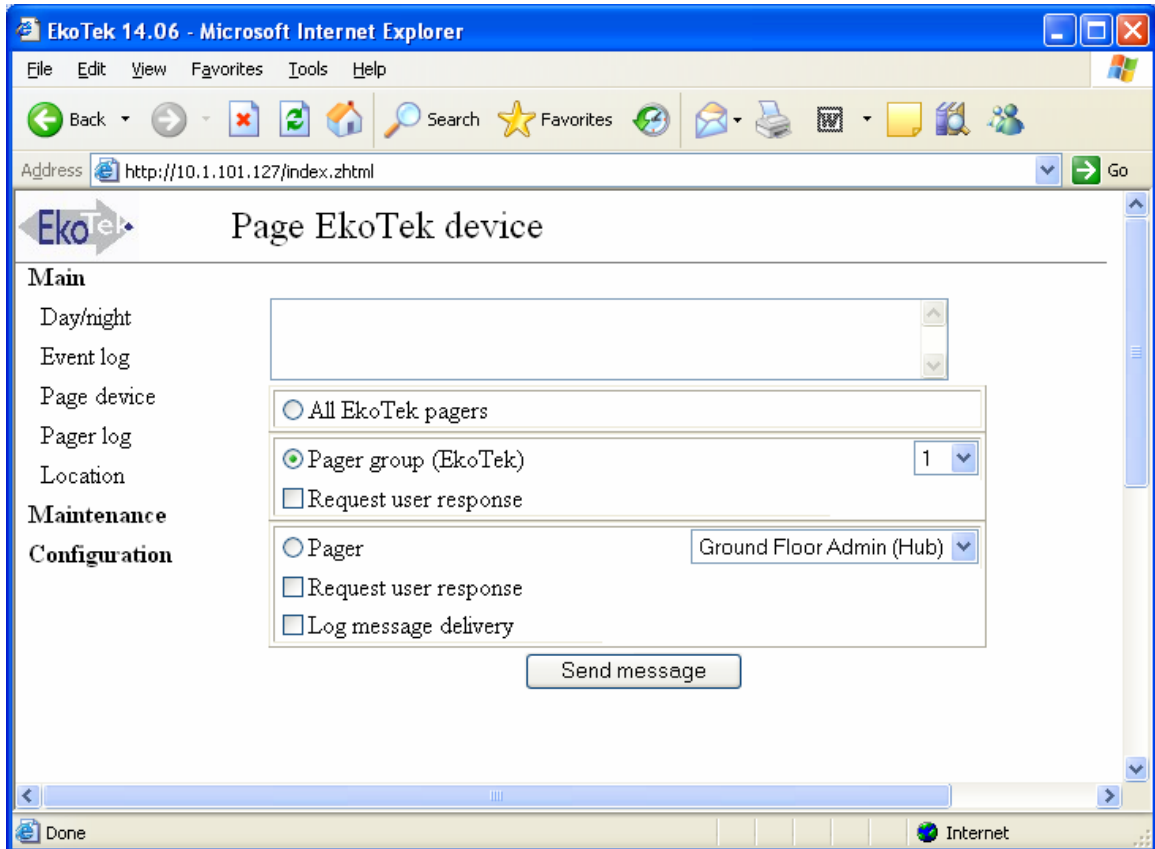 EkoTek 14.06 - Microsoft Internet Explorer
File Edit View Favorites Tools Help
Back Search Favorites W
Address http://10.1.101.127/index.zhtml Go
EkoTek Page EkoTek device
Main
Day/night
Event log
Page device
Pager log
Location
Maintenance
Configuration
All EkoTek pagers
Pager group (EkoTek) 1
Request user response
Pager Ground Floor Admin (Hub)
Request user response
Log message delivery
Send message
Done Internet